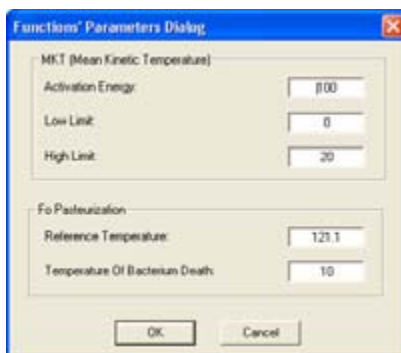 Functions' Parameters Dialog
MKT (Mean Kinetic Temperature)
Activation Energy: 100
Low Limit: 0
High Limit: 20
Fo Pasteurization
Reference Temperature: 121.1
Temperature Of Bacterium Death: 10
OK Cancel